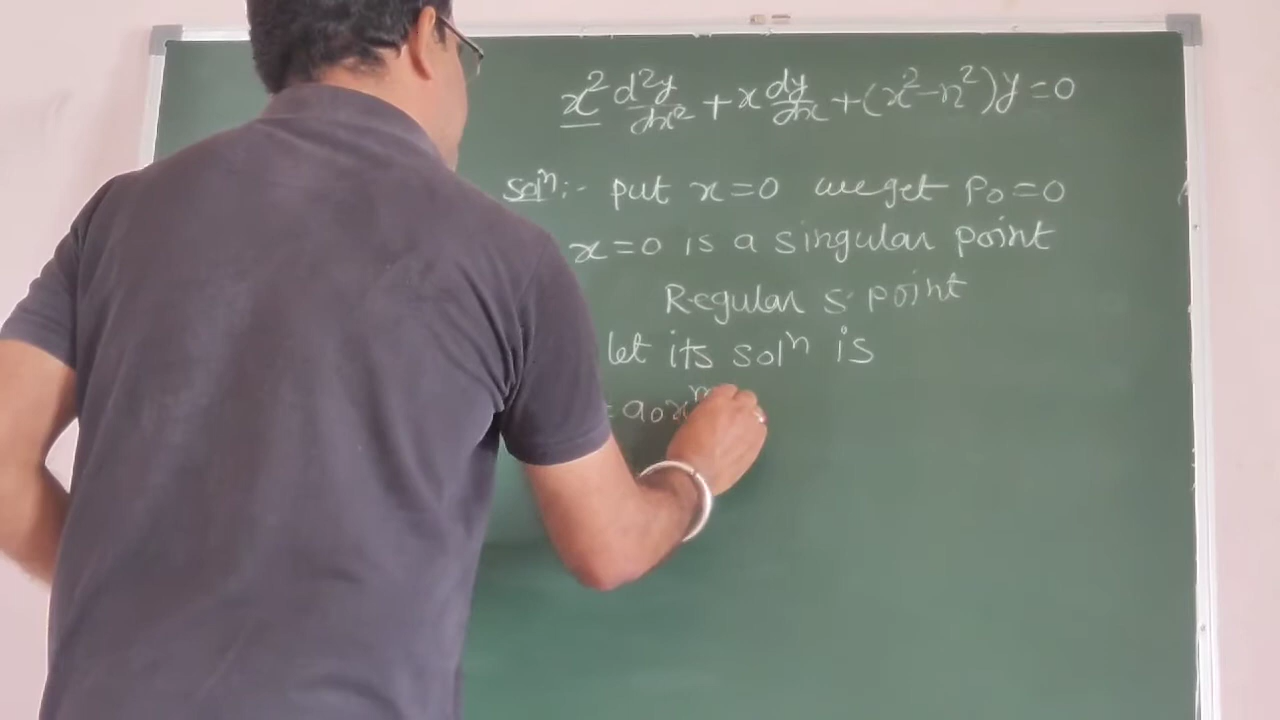 x² d²y/dx² + x dy/dx + (x² - n²)y = 0
solⁿ:- put x=0 we get P₀=0
x=0 is a singular point
Regular s. point
let its solⁿ is
= a₀xᵐ